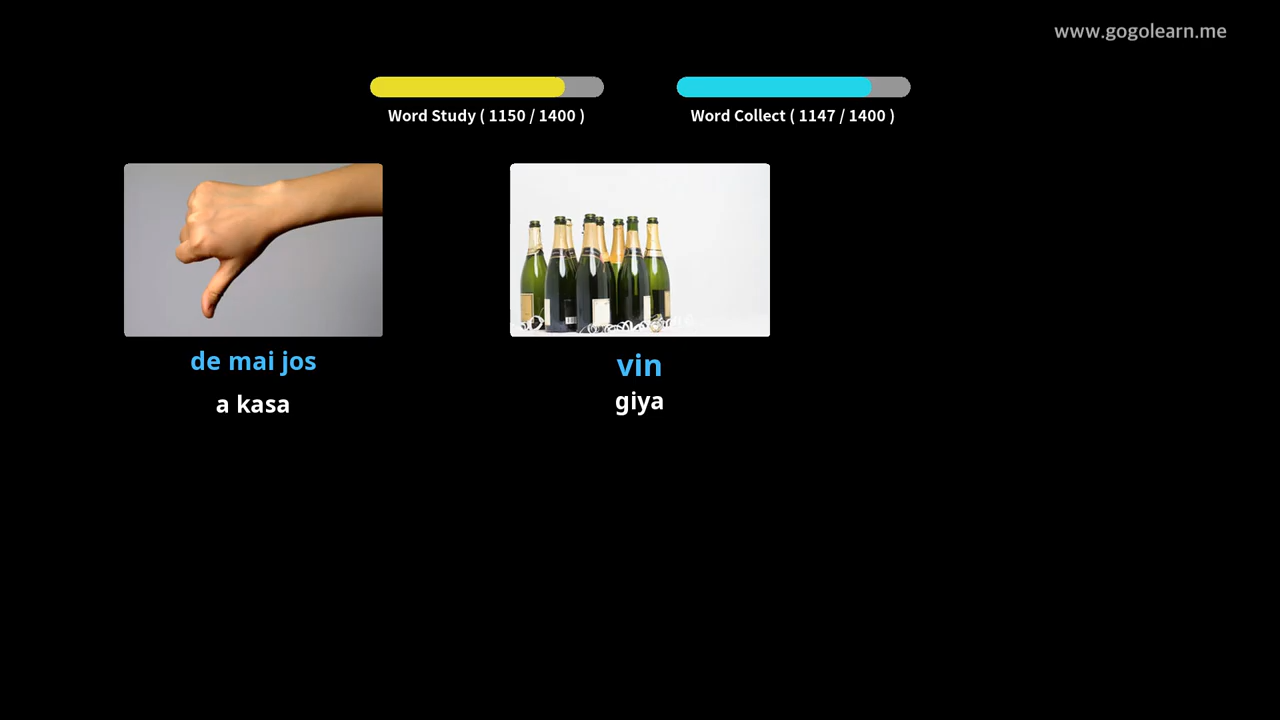 www.gogolearn.me
Word Study ( 1150 / 1400 )
Word Collect ( 1147 / 1400 )
de mai jos
a kasa
vin
giya